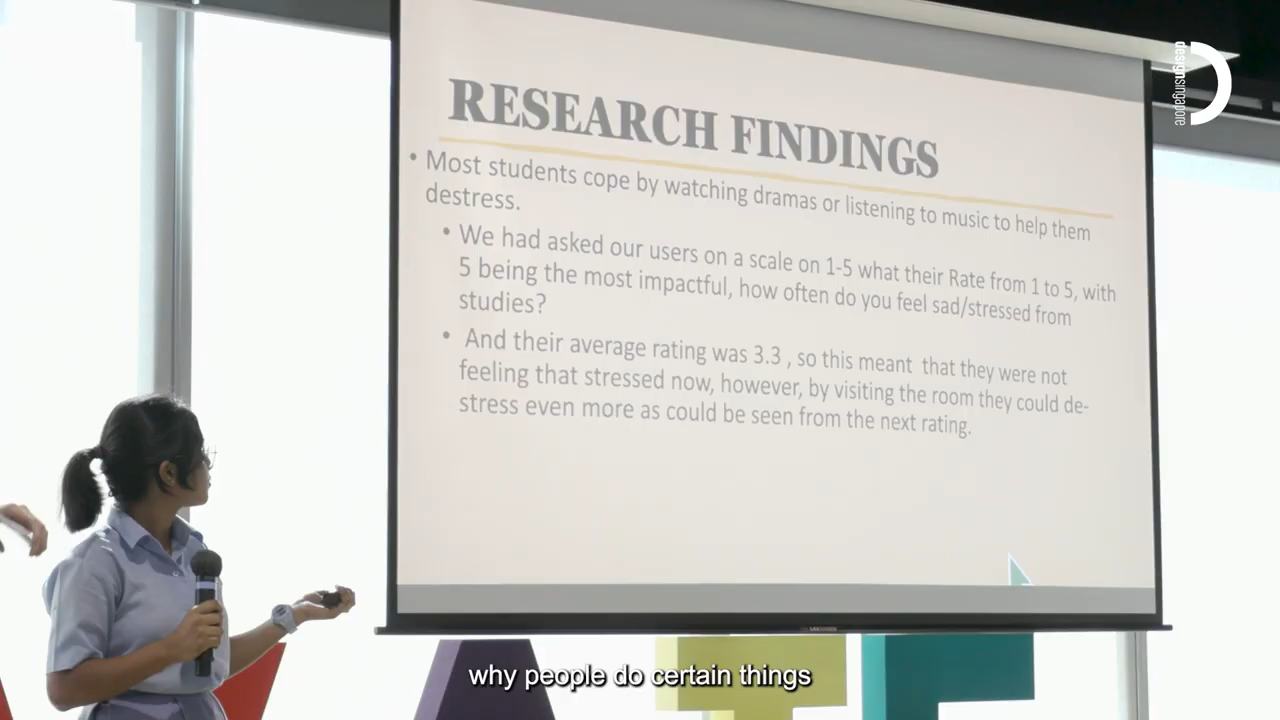 designsingapore
RESEARCH FINDINGS
• Most students cope by watching dramas or listening to music to help them
destress.
• We had asked our users on a scale on 1-5 what their Rate from 1 to 5, with
5 being the most impactful, how often do you feel sad/stressed from
studies?
• And their average rating was 3.3 , so this meant that they were not
feeling that stressed now, however, by visiting the room they could de-
stress even more as could be seen from the next rating.
why people do certain things